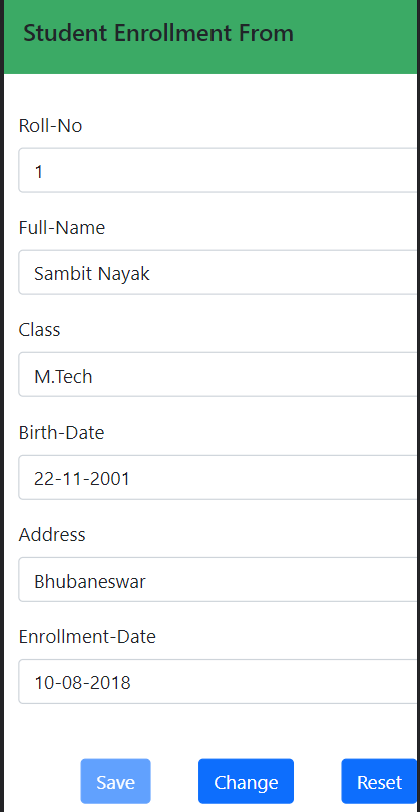 Student Enrollment From
Roll-No
1
Full-Name
Sambit Nayak
Class
M.Tech
Birth-Date
22-11-2001
Address
Bhubaneswar
Enrollment-Date
10-08-2018
Save Change Reset